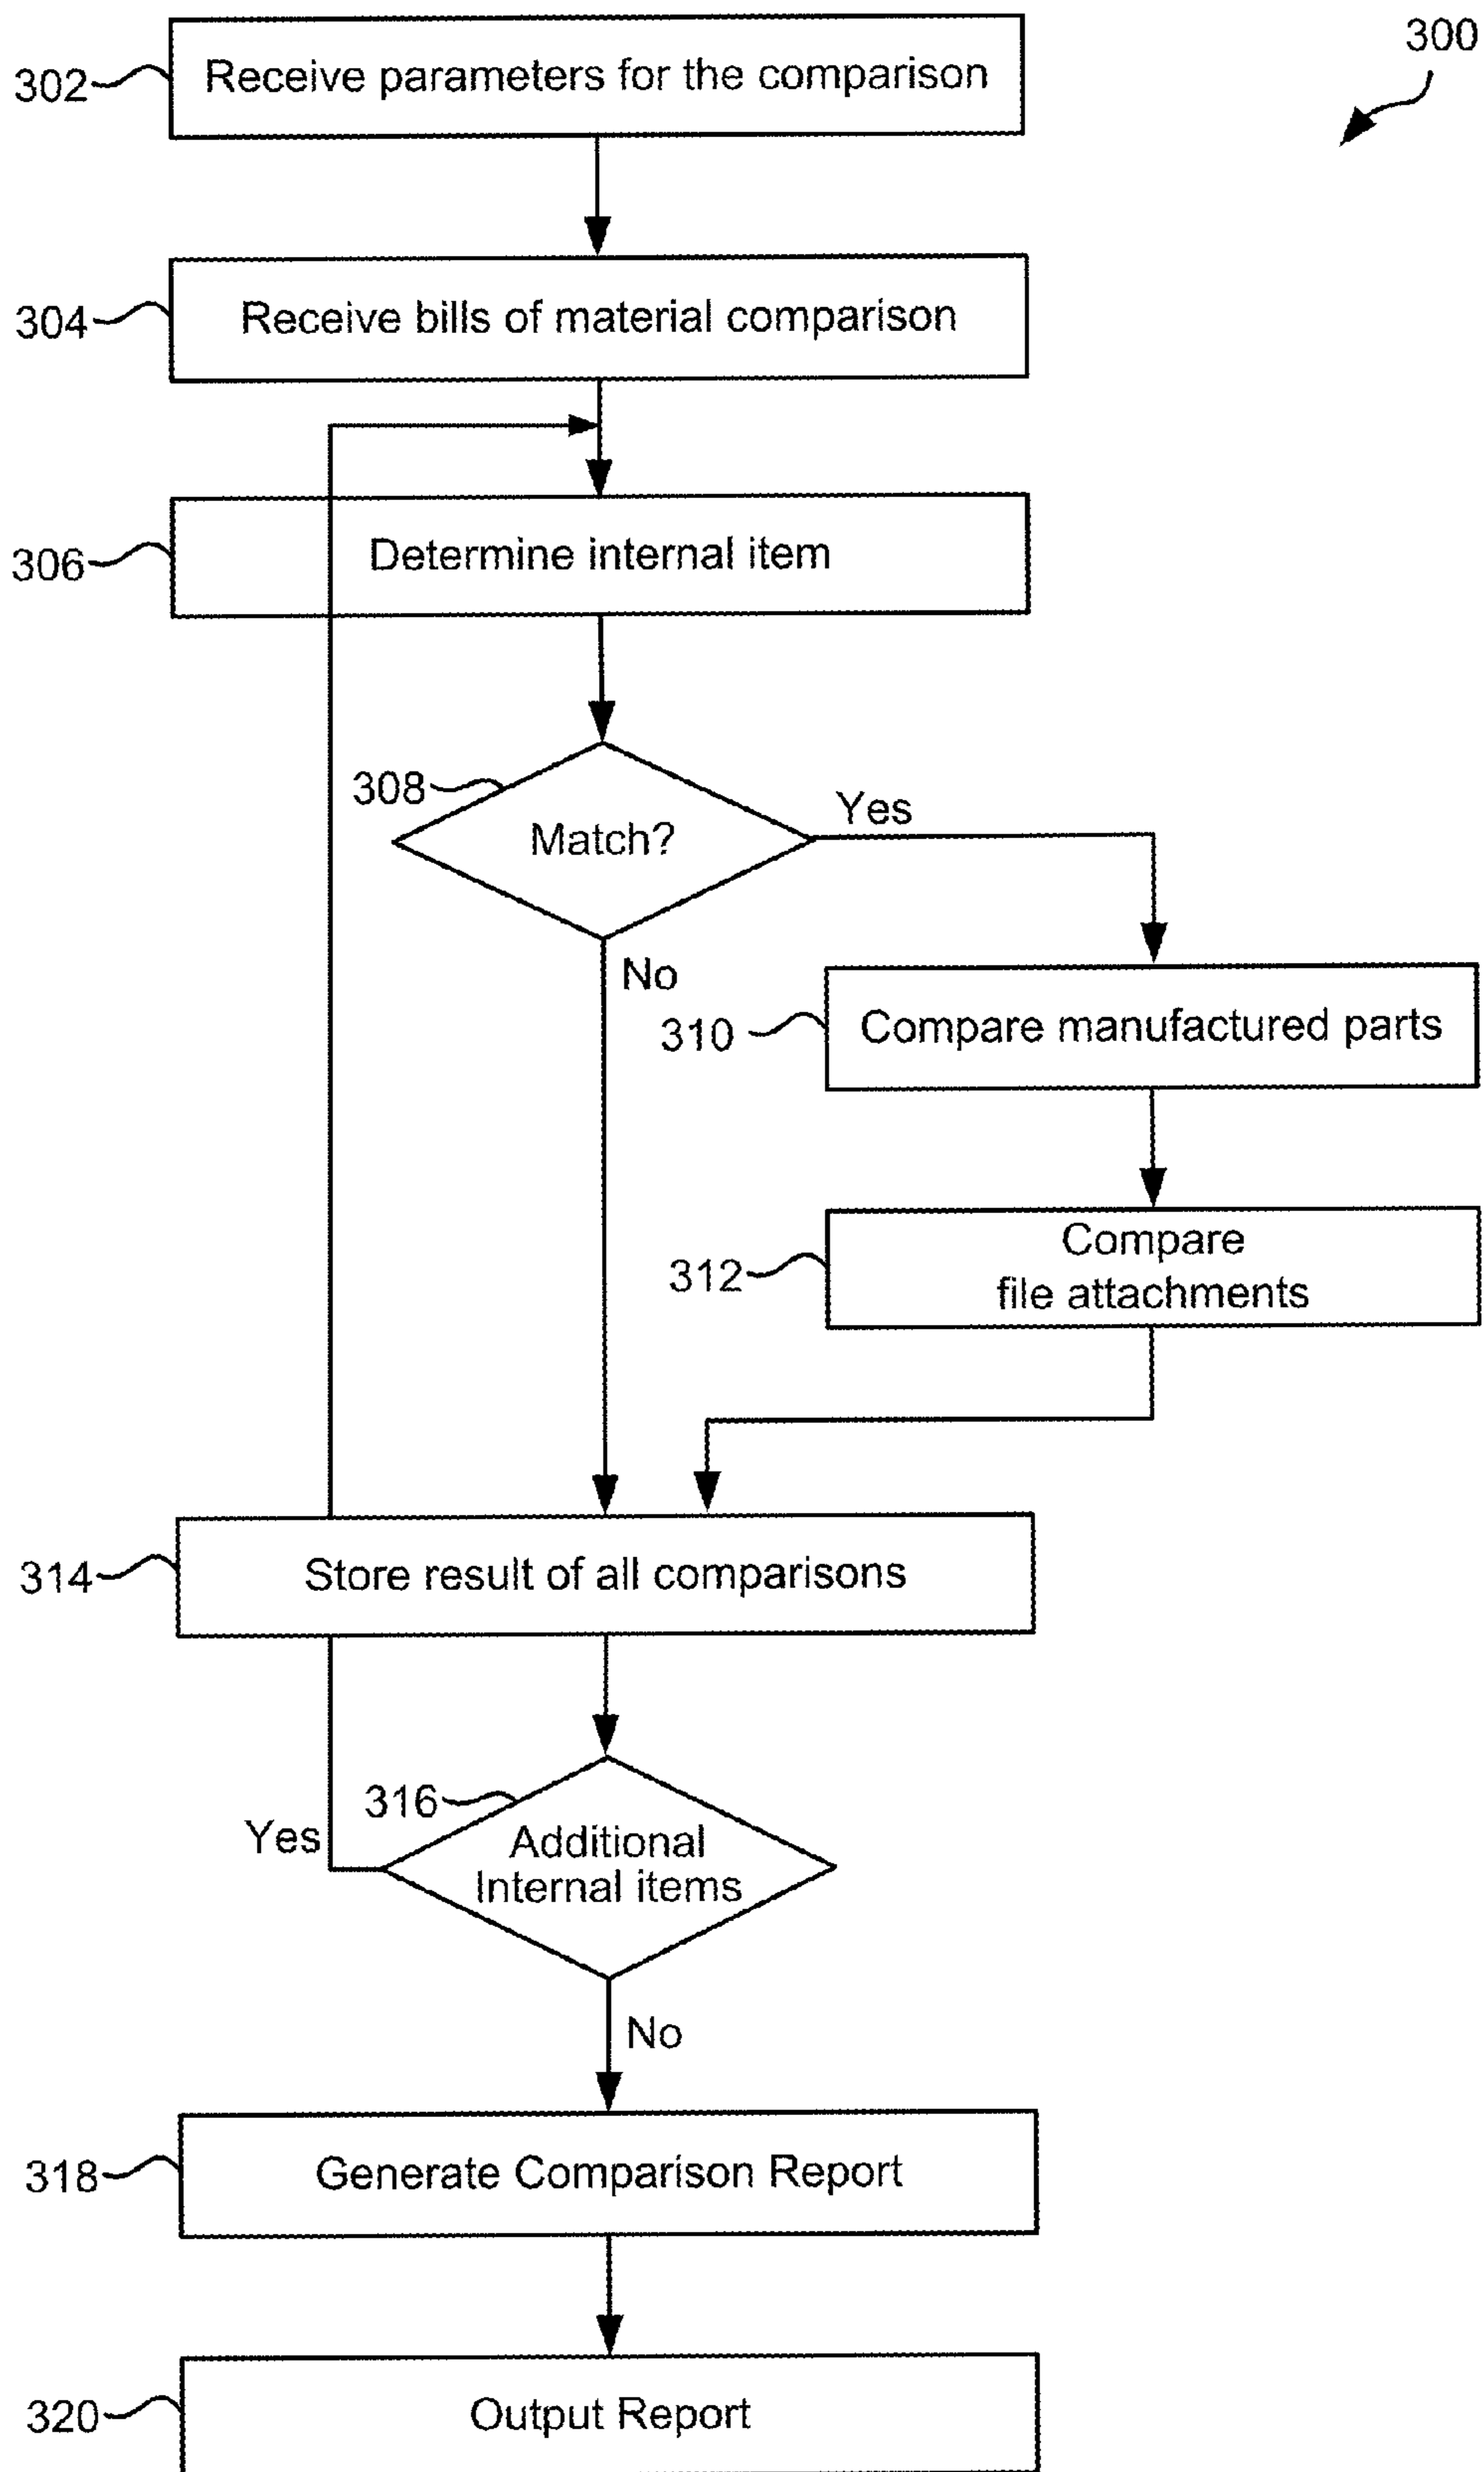 300
302
Receive parameters for the comparison
304
Receive bills of material comparison
306
Determine internal item
308
Match?
Yes
No
310
Compare manufactured parts
312
Compare
file attachments
314
Store result of all comparisons
316
Additional
Internal items
Yes
No
318
Generate Comparison Report
320
Output Report